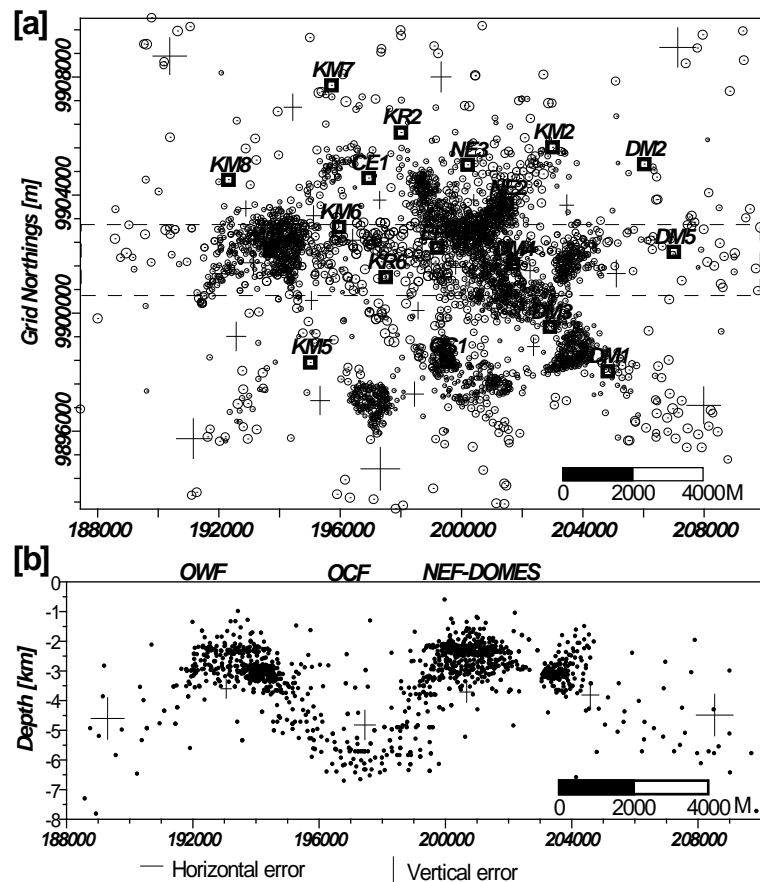 [a]
9908000
9904000
9900000
9896000
Grid Northings [m]
KM7
KR2
NE3
KM2
DM2
KM8
CE1
KM6
DM5
KR6
DM3
KM5
DM1
0 2000 4000M
188000 192000 196000 200000 204000 208000
[b]
OWF OCF NEF-DOMES
0
-1
-2
-3
-4
-5
-6
-7
-8
Depth [km]
0 2000 4000 M.
188000 192000 196000 200000 204000 208000
Horizontal error Vertical error